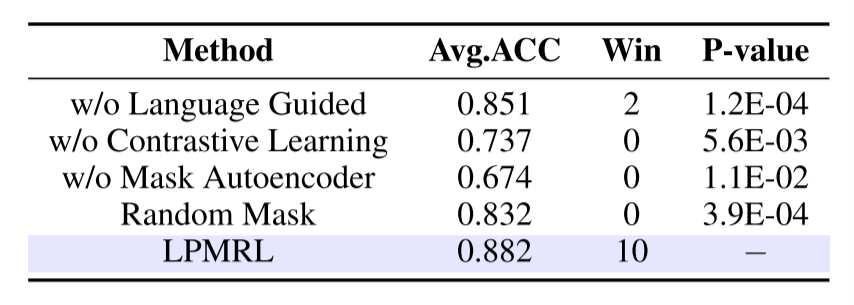 Method Avg.ACC Win P-value
w/o Language Guided 0.851 2 1.2E-04
w/o Contrastive Learning 0.737 0 5.6E-03
w/o Mask Autoencoder 0.674 0 1.1E-02
Random Mask 0.832 0 3.9E-04
LPMRL 0.882 10 –